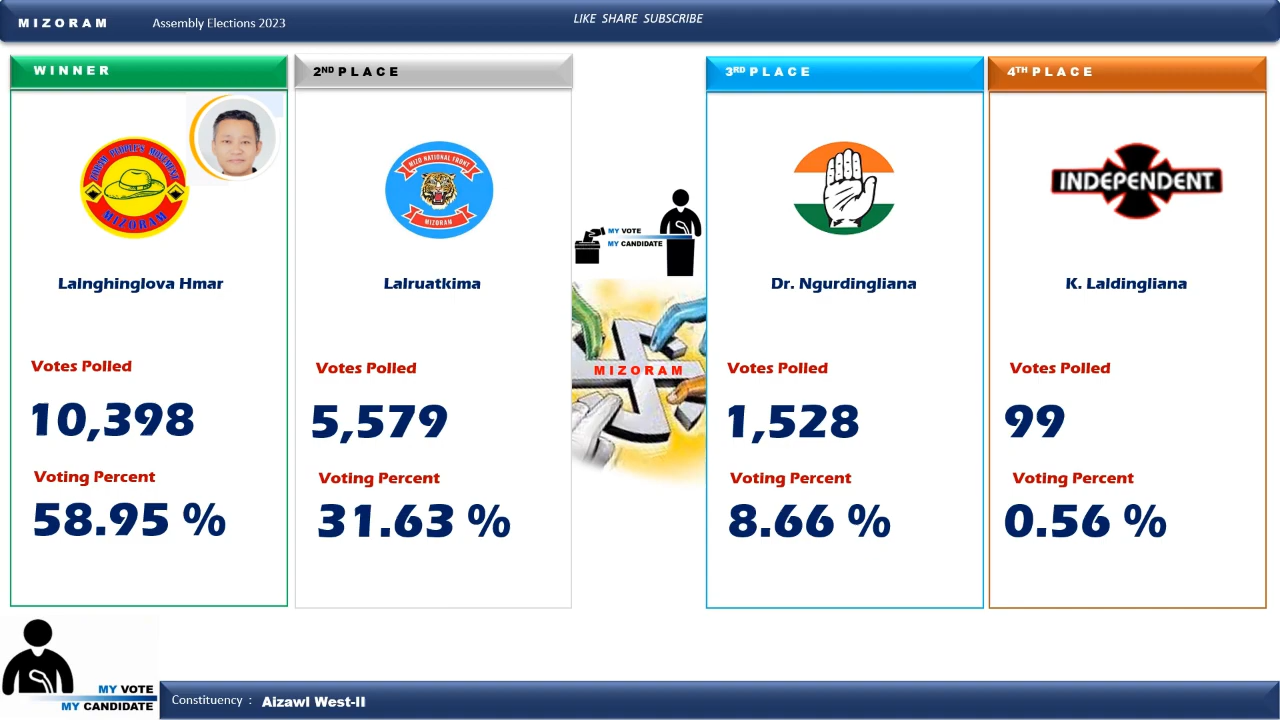 MIZORAM
Assembly Elections 2023
LIKE SHARE SUBSCRIBE
WINNER
ZORAM PEOPLE'S MOVEMENT
MIZORAM
Lalnghinglova Hmar
Votes Polled
10,398
Voting Percent
58.95 %
2ND PLACE
MIZO NATIONAL FRONT
MIZORAM
Lalruatkima
Votes Polled
5,579
Voting Percent
31.63 %
MY VOTE
MY CANDIDATE
MIZORAM
3RD PLACE
Dr. Ngurdingliana
Votes Polled
1,528
Voting Percent
8.66 %
4TH PLACE
INDEPENDENT
K. Laldingliana
Votes Polled
99
Voting Percent
0.56 %
MY VOTE
MY CANDIDATE
Constituency : Aizawl West-II